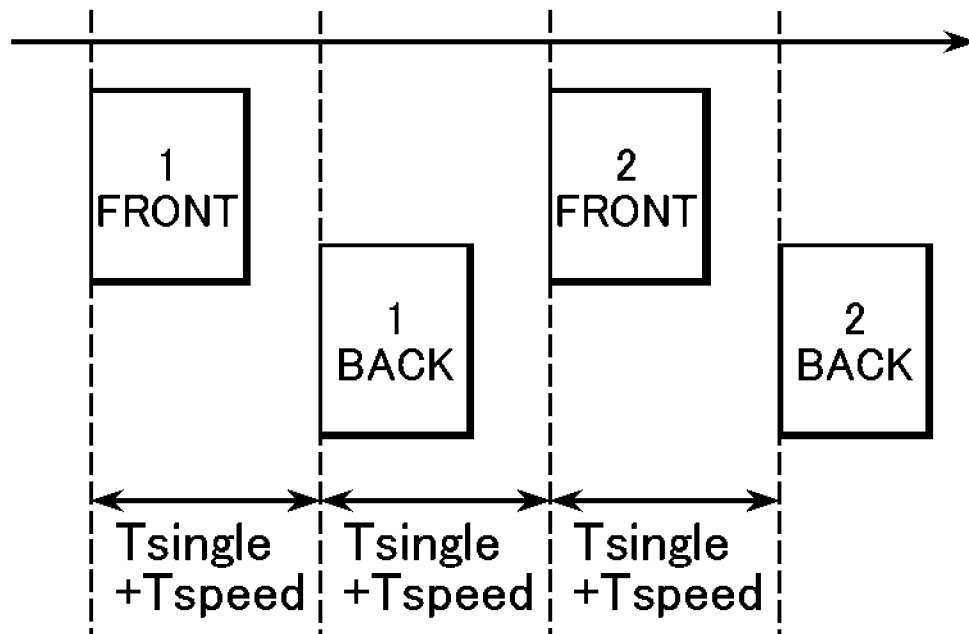 1
FRONT
2
FRONT
1
BACK
2
BACK
Tsingle
+Tspeed
Tsingle
+Tspeed
Tsingle
+Tspeed